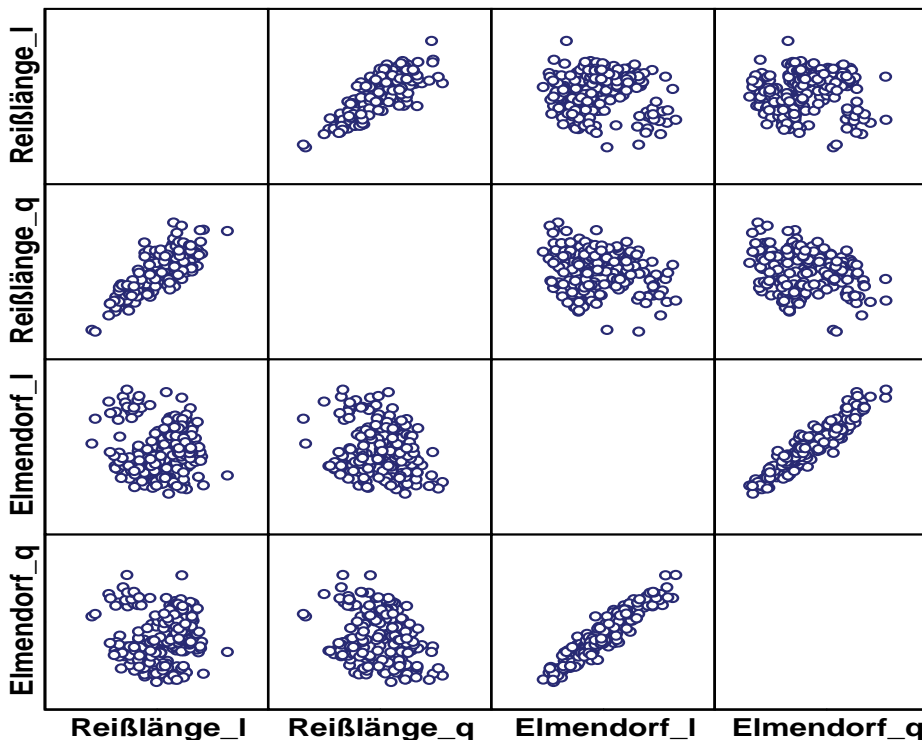 Reißlänge_l
Reißlänge_q
Elmendorf_l
Elmendorf_q
Reißlänge_l
Reißlänge_q
Elmendorf_l
Elmendorf_q